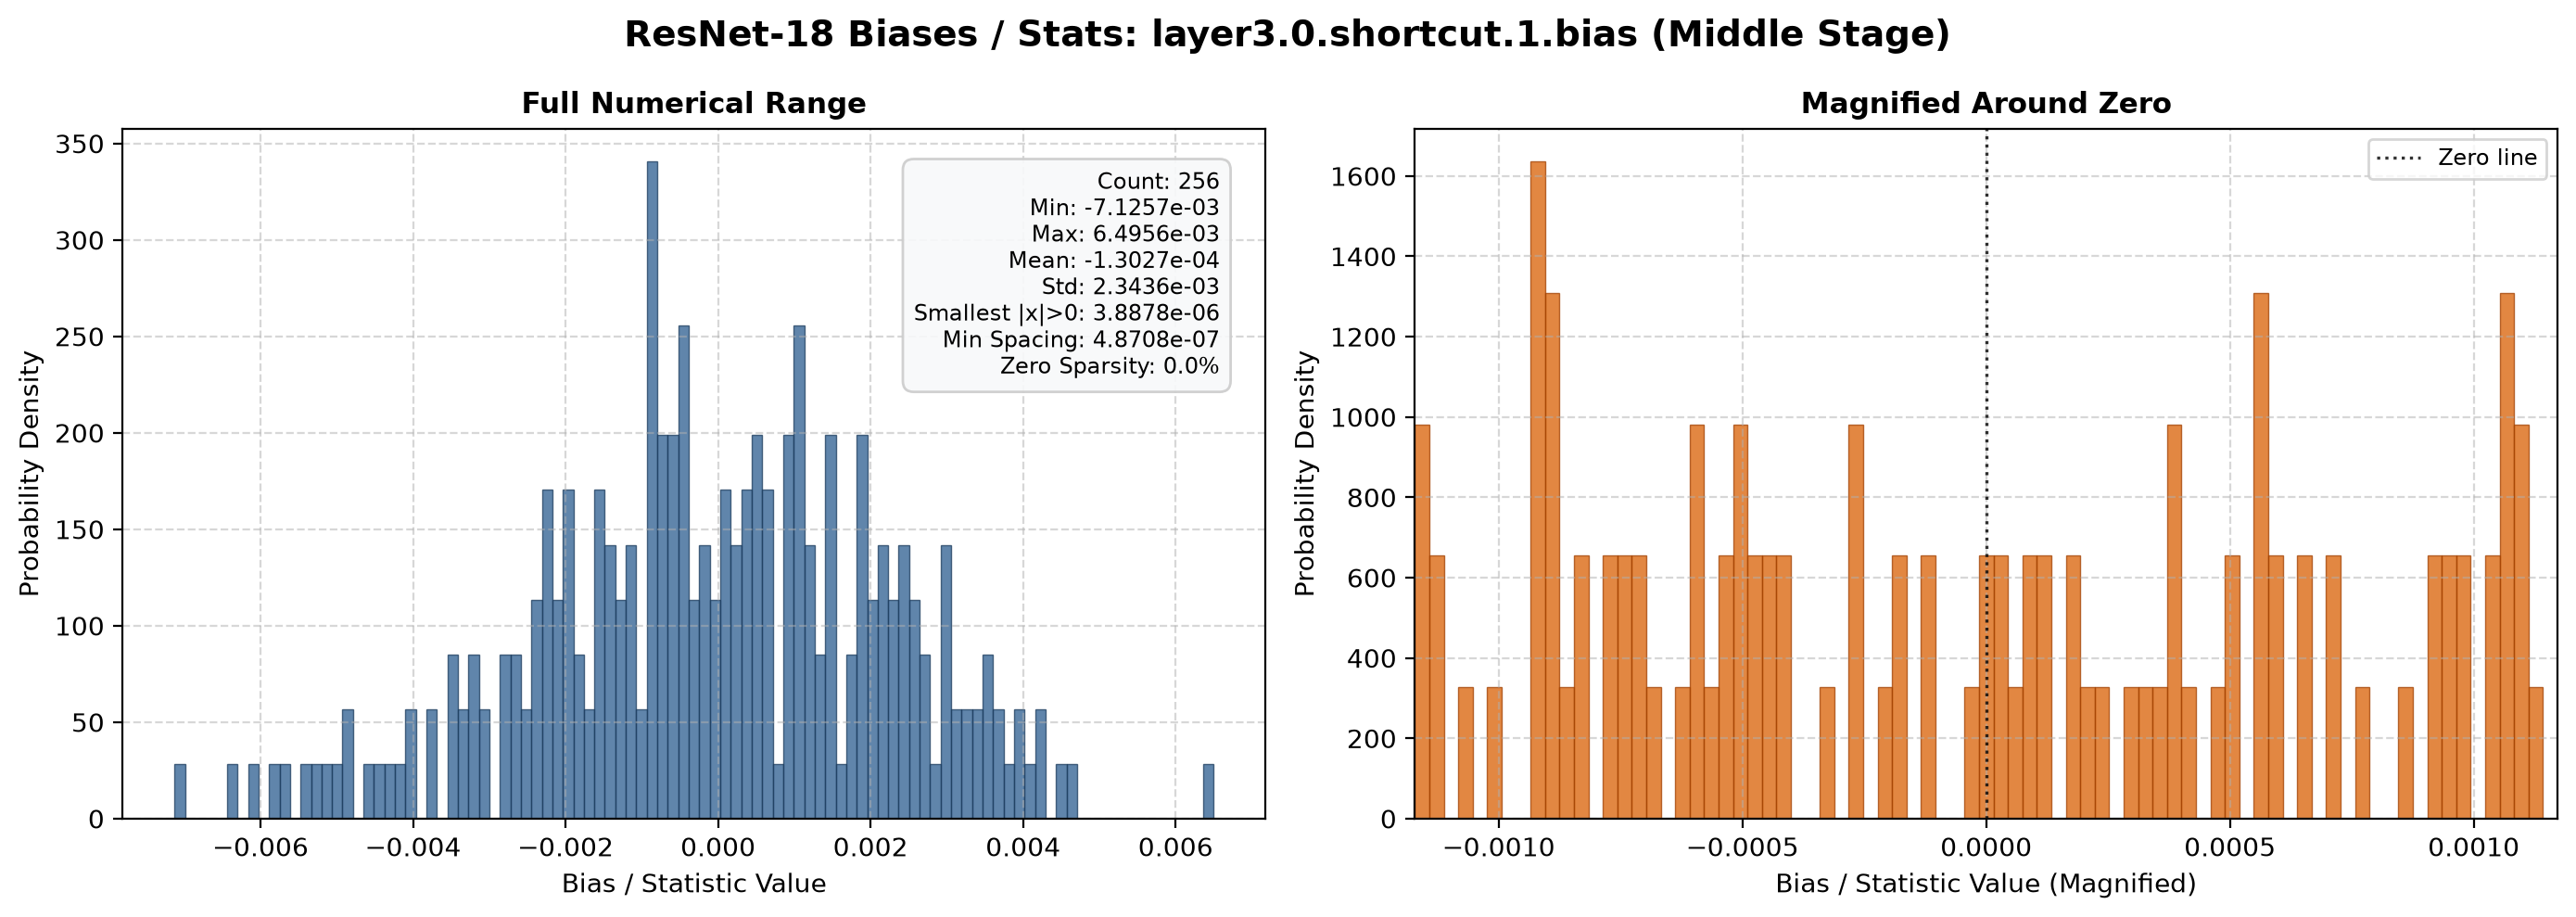 ResNet-18 Biases / Stats: layer3.0.shortcut.1.bias (Middle Stage)
Full Numerical Range
Probability Density
350
300
250
200
150
100
50
0
Count: 256
Min: -7.1257e-03
Max: 6.4956e-03
Mean: -1.3027e-04
Std: 2.3436e-03
Smallest |x|>0: 3.8878e-06
Min Spacing: 4.8708e-07
Zero Sparsity: 0.0%
−0.006 −0.004 −0.002 0.000 0.002 0.004 0.006
Bias / Statistic Value
Magnified Around Zero
Probability Density
1600
1400
1200
1000
800
600
400
200
0
Zero line
−0.0010 −0.0005 0.0000 0.0005 0.0010
Bias / Statistic Value (Magnified)